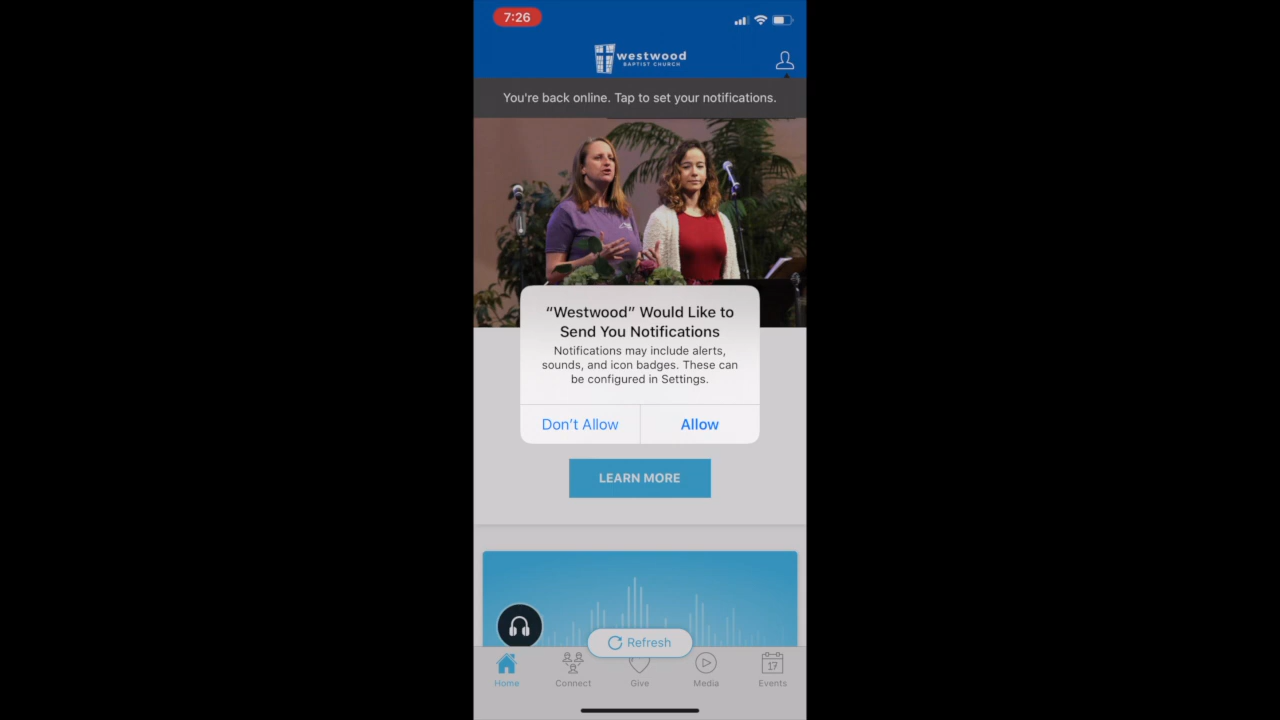 7:26
westwood
BAPTIST CHURCH
You're back online. Tap to set your notifications.
“Westwood” Would Like to
Send You Notifications
Notifications may include alerts,
sounds, and icon badges. These can
be configured in Settings.
Don’t Allow
Allow
LEARN MORE
Refresh
17
Home
Connect
Give
Media
Events